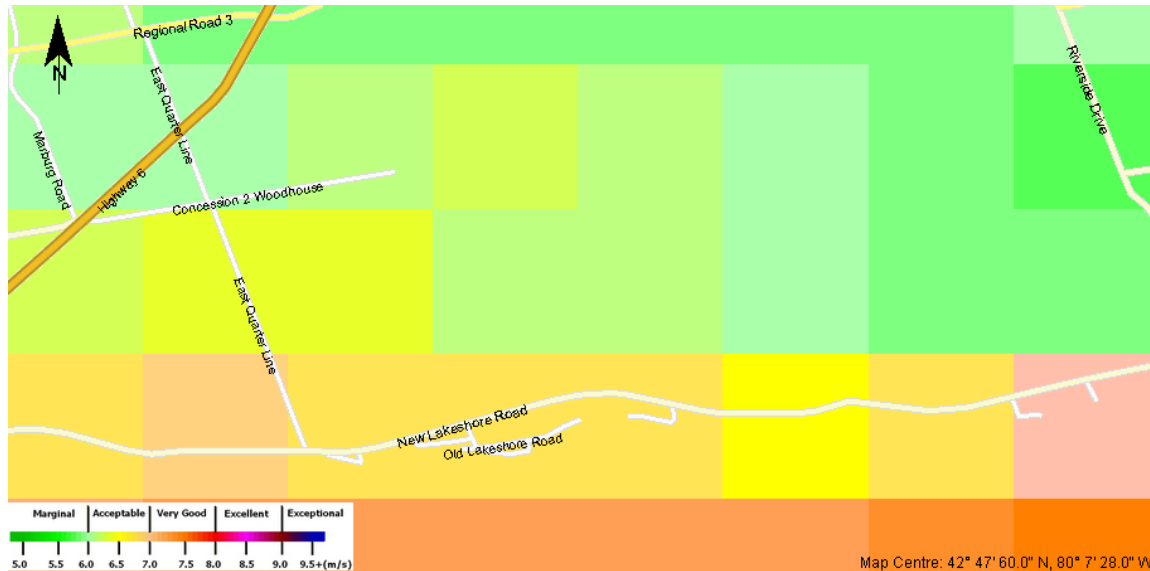 Regional Road 3
N
East Quarter Line
Riverside Drive
Marburg Road
Highway 6
Concession 2 Woodhouse
East Quarter Line
New Lakeshore Road
Old Lakeshore Road
Marginal Acceptable Very Good Excellent Exceptional
5.0 5.5 6.0 6.5 7.0 7.5 8.0 8.5 9.0 9.5+(m/s)
Map Centre: 42° 47' 60.0" N, 80° 7' 28.0" W